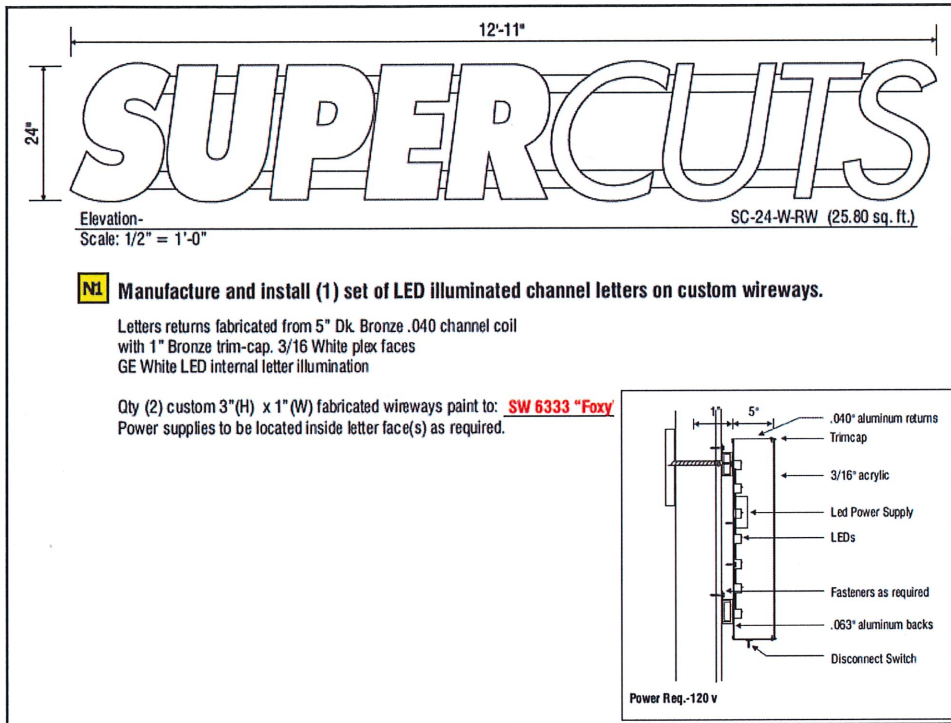 12'-11"
24"
SUPERCUTS
Elevation-
SC-24-W-RW (25.80 sq. ft.)
Scale: 1/2" = 1'-0"
N1 Manufacture and install (1) set of LED illuminated channel letters on custom wireways.
Letters returns fabricated from 5" Dk. Bronze .040 channel coil
with 1" Bronze trim-cap. 3/16 White plex faces
GE White LED internal letter illumination
Qty (2) custom 3"(H) x 1"(W) fabricated wireways paint to: SW 6333 "Foxy'
Power supplies to be located inside letter face(s) as required.
1" 5"
.040" aluminum returns
Trimcap
3/16" acrylic
Led Power Supply
LEDs
Fasteners as required
.063" aluminum backs
Disconnect Switch
Power Req.-120 v